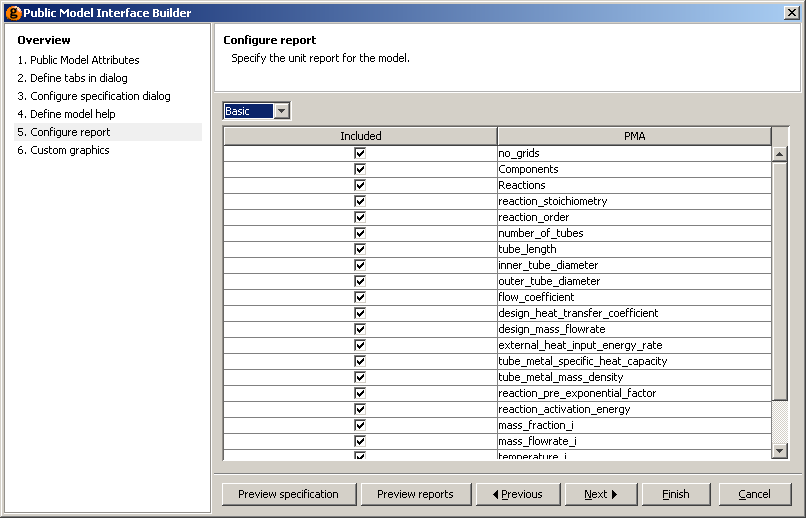 Public Model Interface Builder
Overview
1. Public Model Attributes
2. Define tabs in dialog
3. Configure specification dialog
4. Define model help
5. Configure report
6. Custom graphics
Configure report
Specify the unit report for the model.
Basic
Included PMA
no_grids
Components
Reactions
reaction_stoichiometry
reaction_order
number_of_tubes
tube_length
inner_tube_diameter
outer_tube_diameter
flow_coefficient
design_heat_transfer_coefficient
design_mass_flowrate
external_heat_input_energy_rate
tube_metal_specific_heat_capacity
tube_metal_mass_density
reaction_pre_exponential_factor
reaction_activation_energy
mass_fraction_i
mass_flowrate_i
temperature_i
Preview specification Preview reports Previous Next Finish Cancel